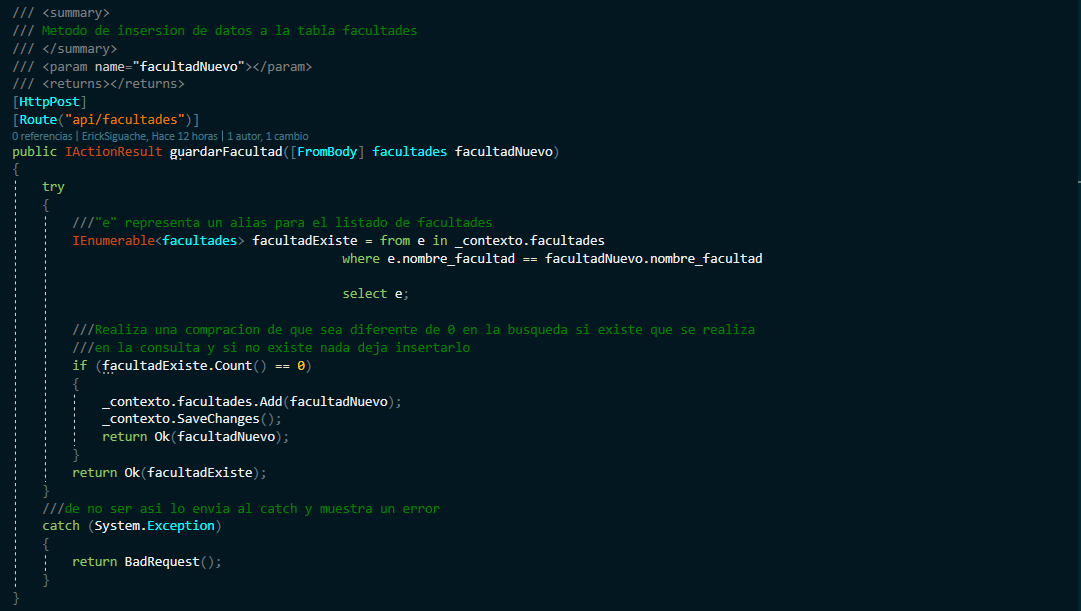 /// <summary>
/// Metodo de insersion de datos a la tabla facultades
/// </summary>
/// <param name="facultadNuevo"></param>
/// <returns></returns>
[HttpPost]
[Route("api/facultades")]
0 referencias | ErickSiguache, Hace 12 horas | 1 autor, 1 cambio
public IActionResult guardarFacultad([FromBody] facultades facultadNuevo)
{
try
{
///"e" representa un alias para el listado de facultades
IEnumerable<facultades> facultadExiste = from e in _contexto.facultades
where e.nombre_facultad == facultadNuevo.nombre_facultad
select e;
///Realiza una compracion de que sea diferente de 0 en la busqueda si existe que se realiza
///en la consulta y si no existe nada deja insertarlo
if (facultadExiste.Count() == 0)
{
_contexto.facultades.Add(facultadNuevo);
_contexto.SaveChanges();
return Ok(facultadNuevo);
}
return Ok(facultadExiste);
}
///de no ser asi lo envia al catch y muestra un error
catch (System.Exception)
{
return BadRequest();
}
}